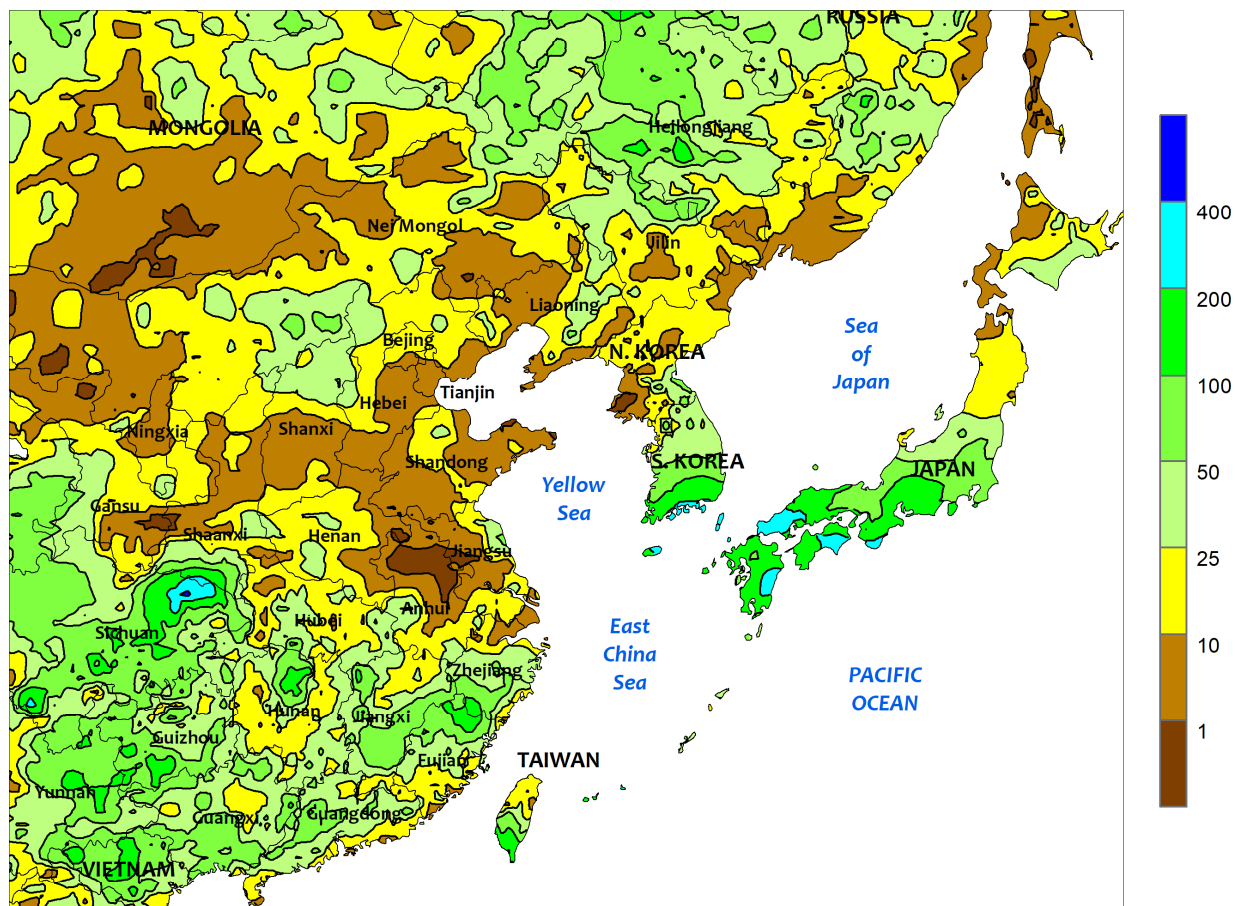 RUSSIA
MONGOLIA
Heilongjiang
Nei Mongol
Jilin
Liaoning
Bejing
N. KOREA
Sea
of
Japan
Tianjin
Hebei
Ningxia
Shanxi
Shandong
S. KOREA
JAPAN
Yellow
Sea
Gansu
Shaanxi
Henan
Jiangsu
Anhui
Hubei
Sichuan
East
China
Sea
Zhejiang
PACIFIC
OCEAN
Hunan
Jiangxi
Guizhou
Fujian
TAIWAN
Yunnan
Guangxi
Guangdong
VIETNAM
400
200
100
50
25
10
1